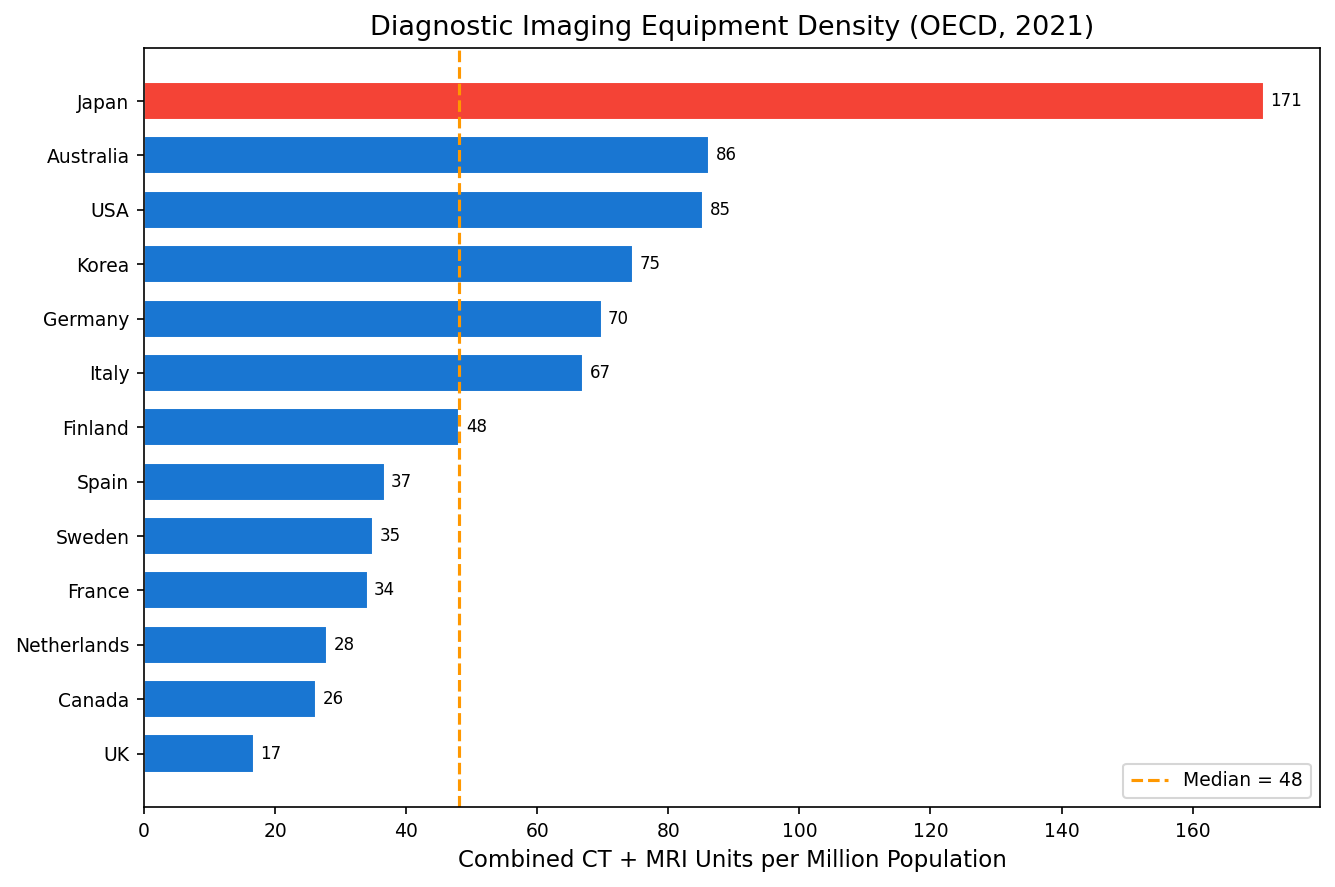 Diagnostic Imaging Equipment Density (OECD, 2021)
Japan 171
Australia 86
USA 85
Korea 75
Germany 70
Italy 67
Finland 48
Spain 37
Sweden 35
France 34
Netherlands 28
Canada 26
UK 17
Median = 48
0 20 40 60 80 100 120 140 160
Combined CT + MRI Units per Million Population